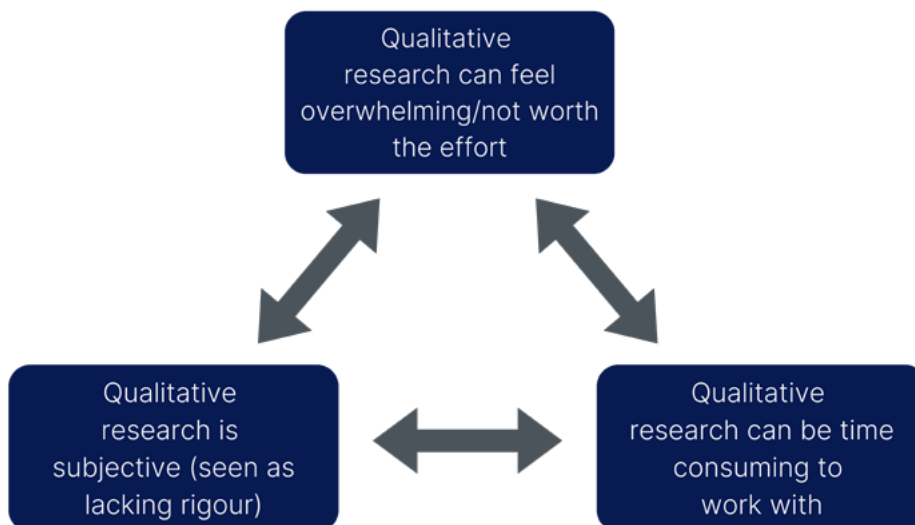 Qualitative
research can feel
overwhelming/not worth
the effort
Qualitative
research is
subjective (seen as
lacking rigour)
Qualitative
research can be time
consuming to
work with